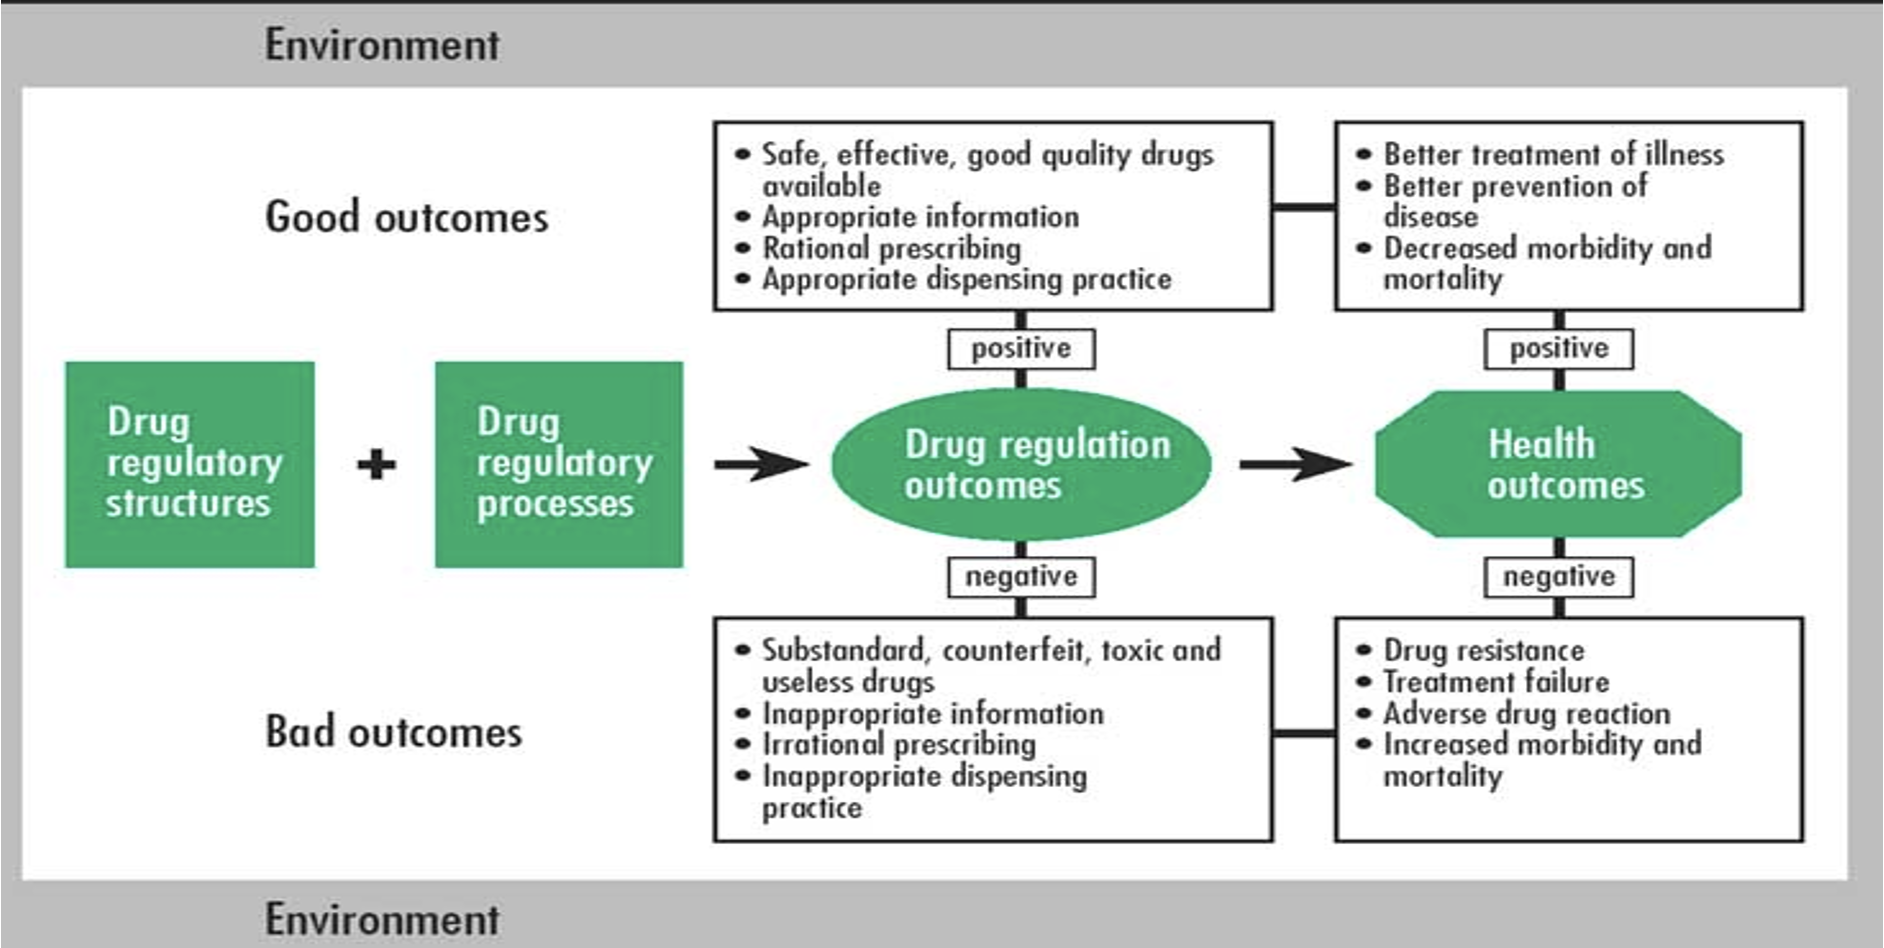 Environment
Good outcomes
• Safe, effective, good quality drugs
available
• Appropriate information
• Rational prescribing
• Appropriate dispensing practice
• Better treatment of illness
• Better prevention of
disease
• Decreased morbidity and
mortality
positive
positive
Drug
regulatory
structures
+
Drug
regulatory
processes
Drug regulation
outcomes
Health
outcomes
negative
negative
Bad outcomes
• Substandard, counterfeit, toxic and
useless drugs
• Inappropriate information
• Irrational prescribing
• Inappropriate dispensing
practice
• Drug resistance
• Treatment failure
• Adverse drug reaction
• Increased morbidity and
mortality
Environment